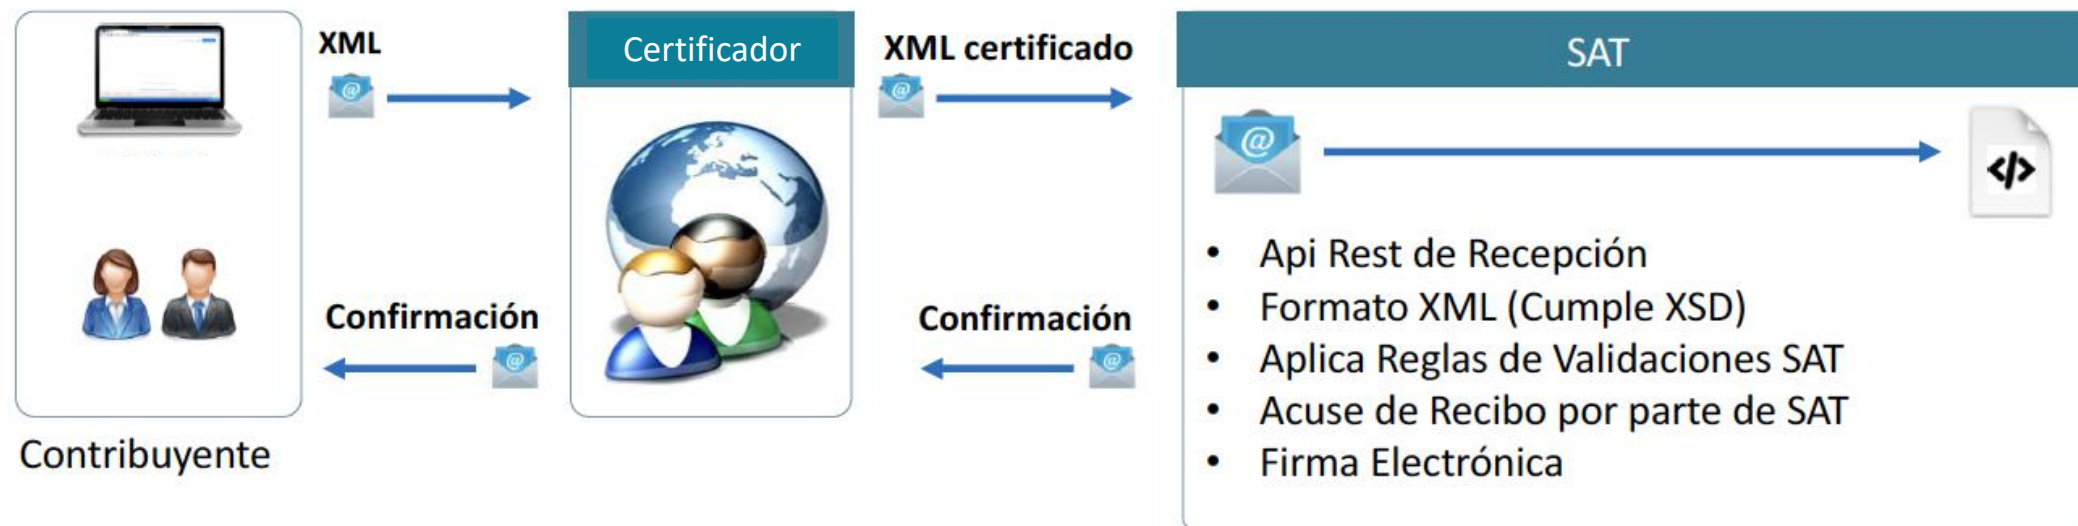 XML
Certificador
XML certificado
SAT
Confirmación
Confirmación
Contribuyente
• Api Rest de Recepción
• Formato XML (Cumple XSD)
• Aplica Reglas de Validaciones SAT
• Acuse de Recibo por parte de SAT
• Firma Electrónica
@
@
@
@
@
</>